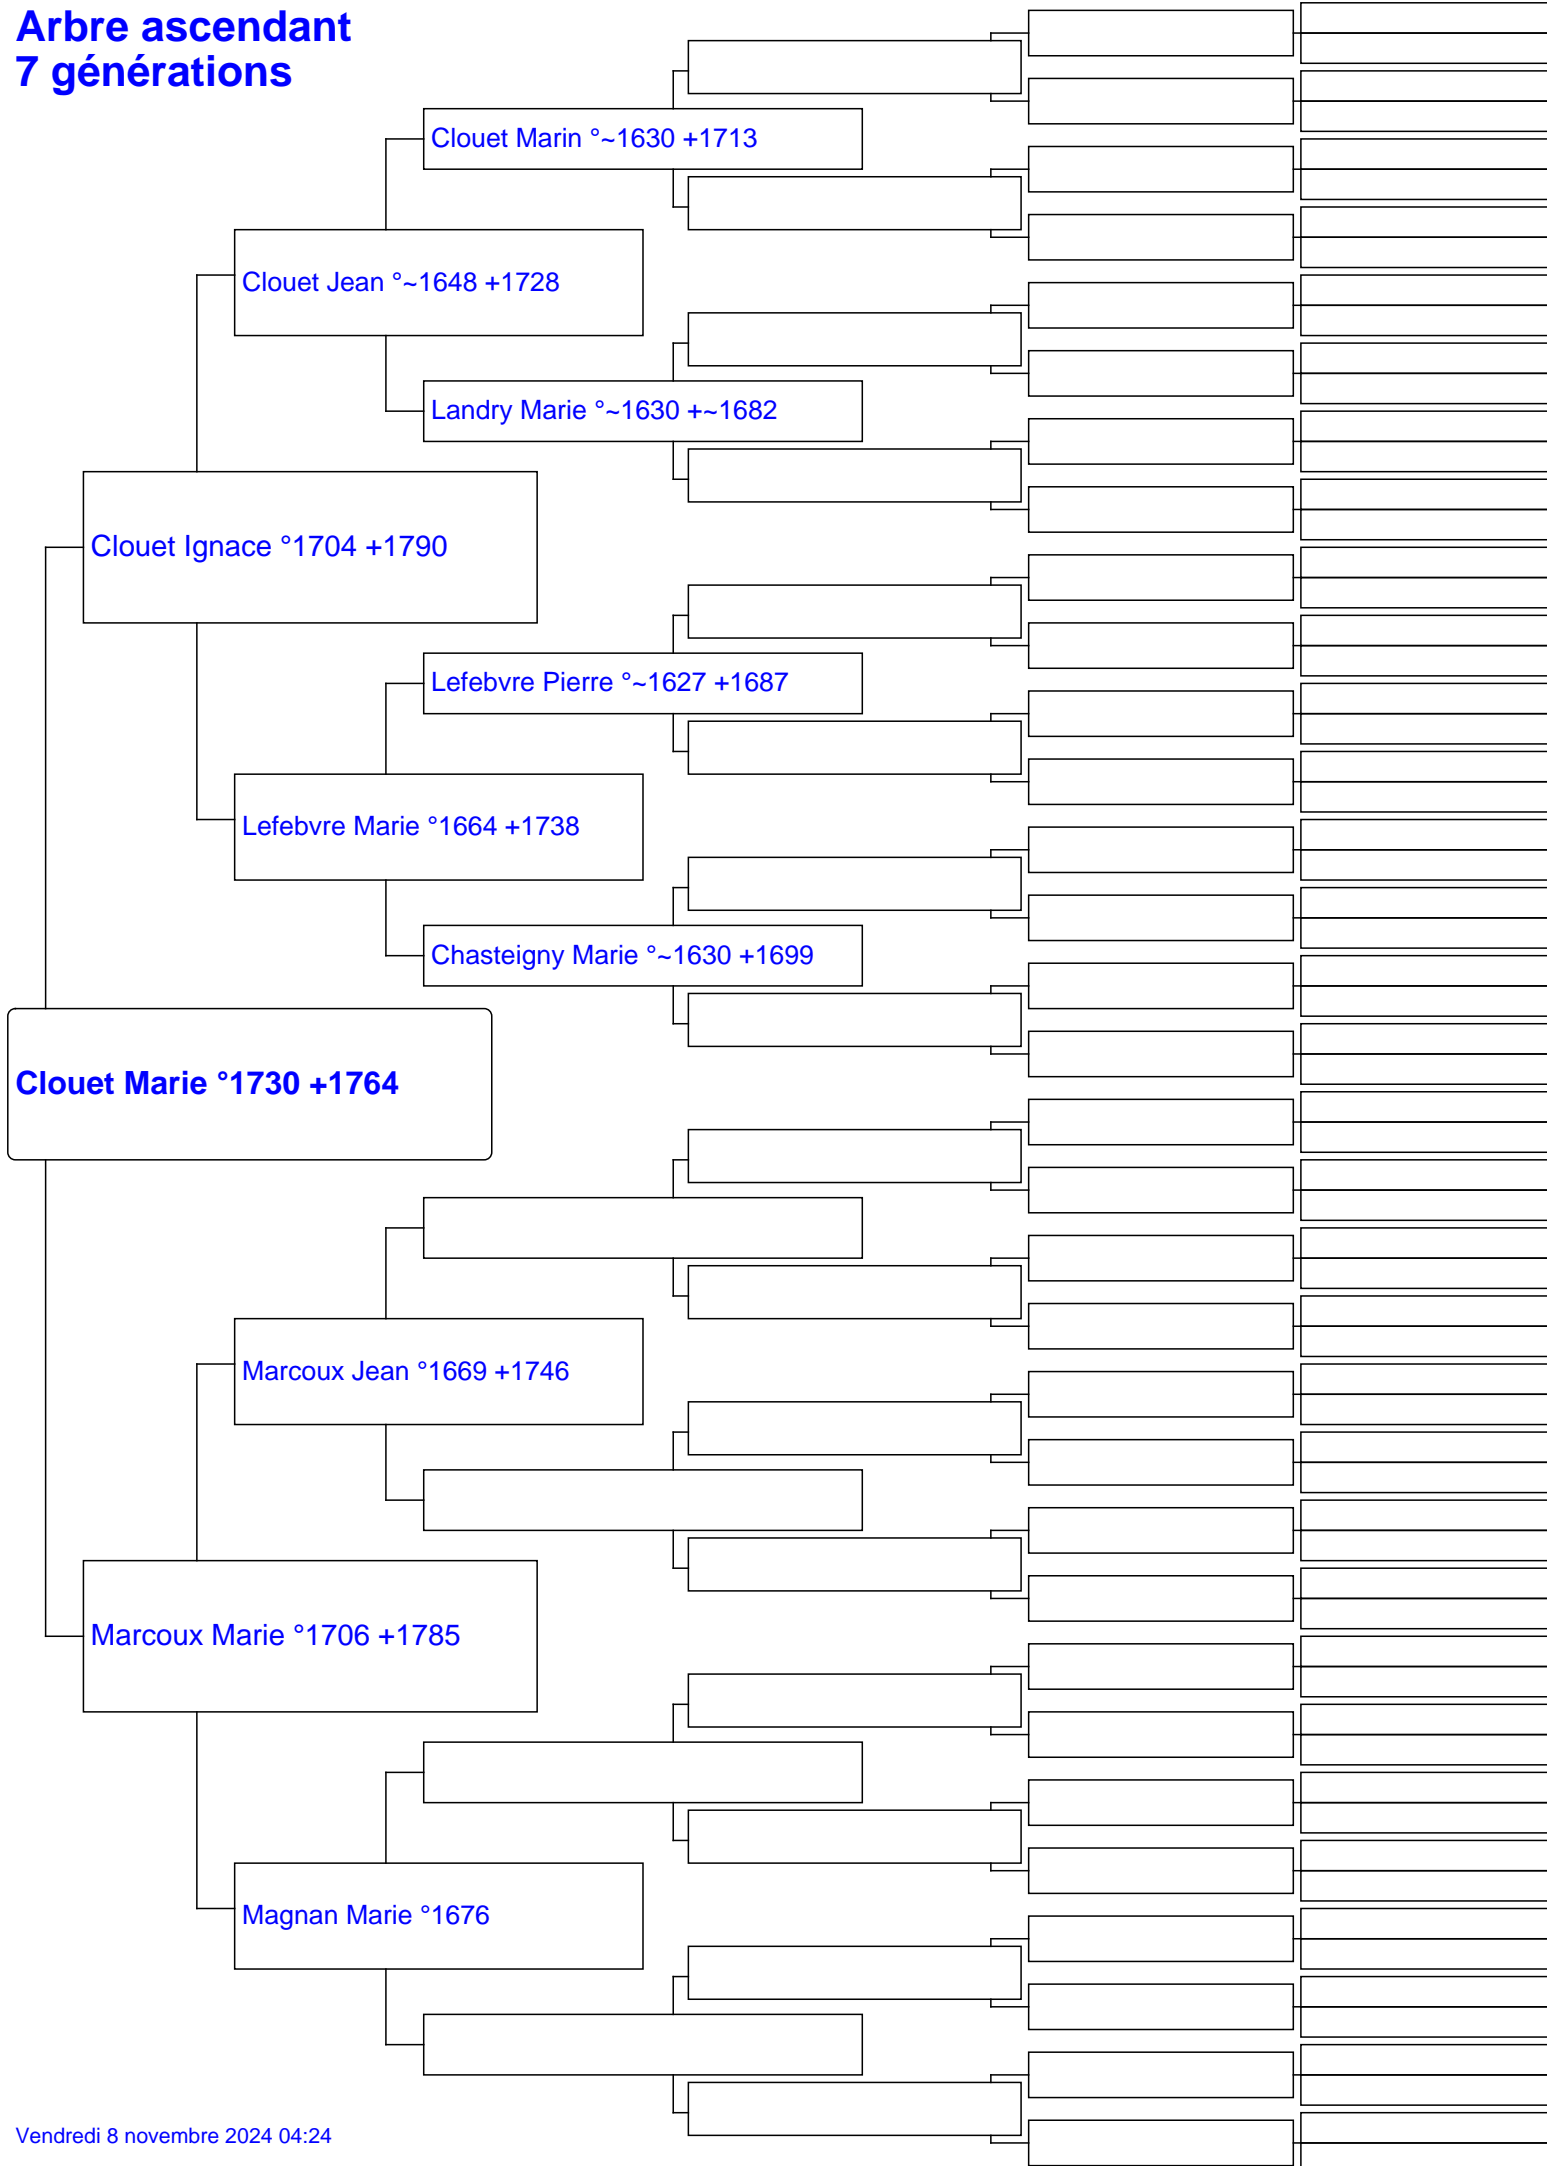 Arbre ascendant
7 générations
Clouet Marin °~1630 +1713
Clouet Jean °~1648 +1728
Landry Marie °~1630 +~1682
Clouet Ignace °1704 +1790
Lefebvre Pierre °~1627 +1687
Lefebvre Marie °1664 +1738
Chasteigny Marie °~1630 +1699
Clouet Marie °1730 +1764
Marcoux Jean °1669 +1746
Marcoux Marie °1706 +1785
Magnan Marie °1676
Vendredi 8 novembre 2024 04:24